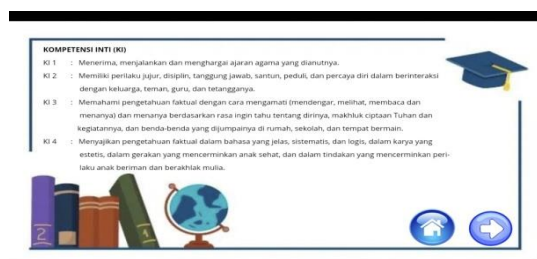 KOMPETENSI INTI (KI)
KI 1 : Menerima, menjalankan dan menghargai ajaran agama yang dianutnya.
KI 2 : Memiliki perilaku jujur, disiplin, tanggung jawab, santun, peduli, dan percaya diri dalam berinteraksi
dengan keluarga, teman, guru, dan tetangganya.
KI 3 : Memahami pengetahuan faktual dengan cara mengamati (mendengar, melihat, membaca dan
menanya) dan menanya berdasarkan rasa ingin tahu tentang dirinya, makhluk ciptaan Tuhan dan
kegiatannya, dan benda-benda yang dijumpainya di rumah, sekolah, dan tempat bermain.
KI 4 : Menyajikan pengetahuan faktual dalam bahasa yang jelas, sistematis, dan logis, dalam karya yang
estetis, dalam gerakan yang mencerminkan anak sehat, dan dalam tindakan yang mencerminkan peri-
laku anak beriman dan berakhlak mulia.
2
1